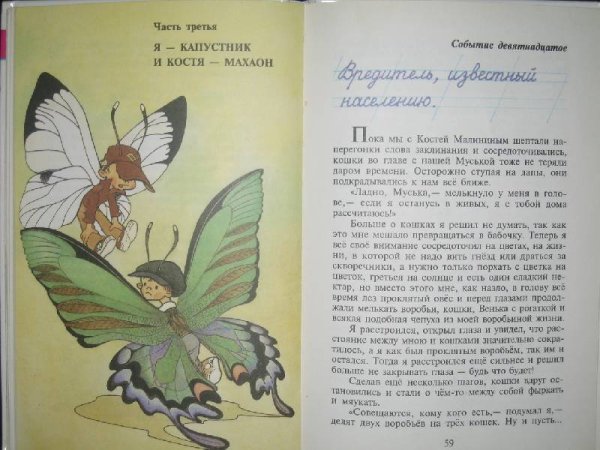 Часть третья
Я — КАПУСТНИК
И КОСТЯ — МАХАОН
Событие девятнадцатое
Вредитель, известный
населению.
Пока мы с Костей Малининым шептали на-
перегонки слова заклинания и сосредоточивались,
кошки во главе с нашей Муськой тоже не теряли
даром времени. Осторожно ступая на лапы, они
подкрадывались к нам всё ближе.
«Ладно, Муська,— мелькнуло у меня в голо-
ве,— если останусь в живых, я с тобой дома
рассчитаюсь!»
Больше о кошках я решил не думать, так как
это мне мешало превращаться в бабочку. Теперь я
всё своё внимание сосредоточил на цветах, на жиз-
ни, в которой не надо вить гнёзд или драться за
скворечники, а нужно только порхать с цветка на
цветок, греться на солнце и есть один сладкий нек-
тар, но вместо этого мне, как назло, в голову всё
время лез проклятый овёс и перед глазами продол-
жали мелькать воробьи, кошки, Венька с рогаткой и
всякая подобная чепуха из моей воробьиной жизни.
Я расстроился, открыл глаза и увидел, что рас-
стояние между мною и кошками значительно сокра-
тилось, а я как был проклятым воробьём, так им и
остался. Тогда я расстроился ещё сильнее и решил
больше не закрывать глаза — будь что будет!
Сделав ещё несколько шагов, кошки вдруг ос-
тановились и стали о чём-то между собой фыркать и
мяукать.
«Совещаются, кому кого есть,— подумал я,—
делят двух воробьёв на трёх кошек. Ну и пусть...
59